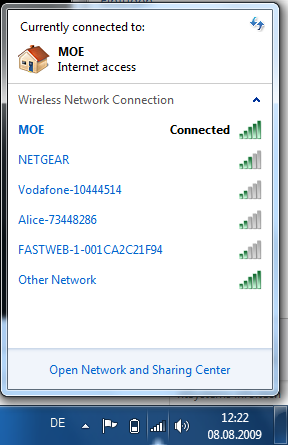 Currently connected to:
MOE
Internet access
Wireless Network Connection
MOE Connected
NETGEAR
Vodafone-10444514
Alice-73448286
FASTWEB-1-001CA2C21F94
Other Network
Open Network and Sharing Center
DE
12:22
08.08.2009